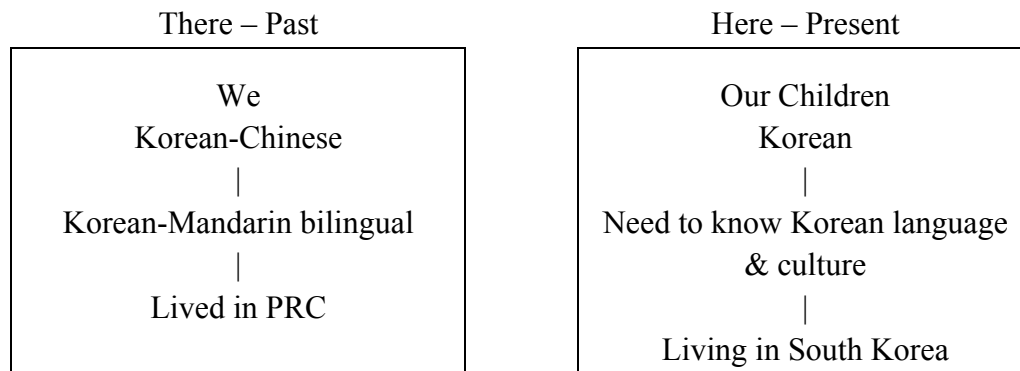 There – Past
We
Korean-Chinese
|
Korean-Mandarin bilingual
|
Lived in PRC
Here – Present
Our Children
Korean
|
Need to know Korean language
& culture
|
Living in South Korea